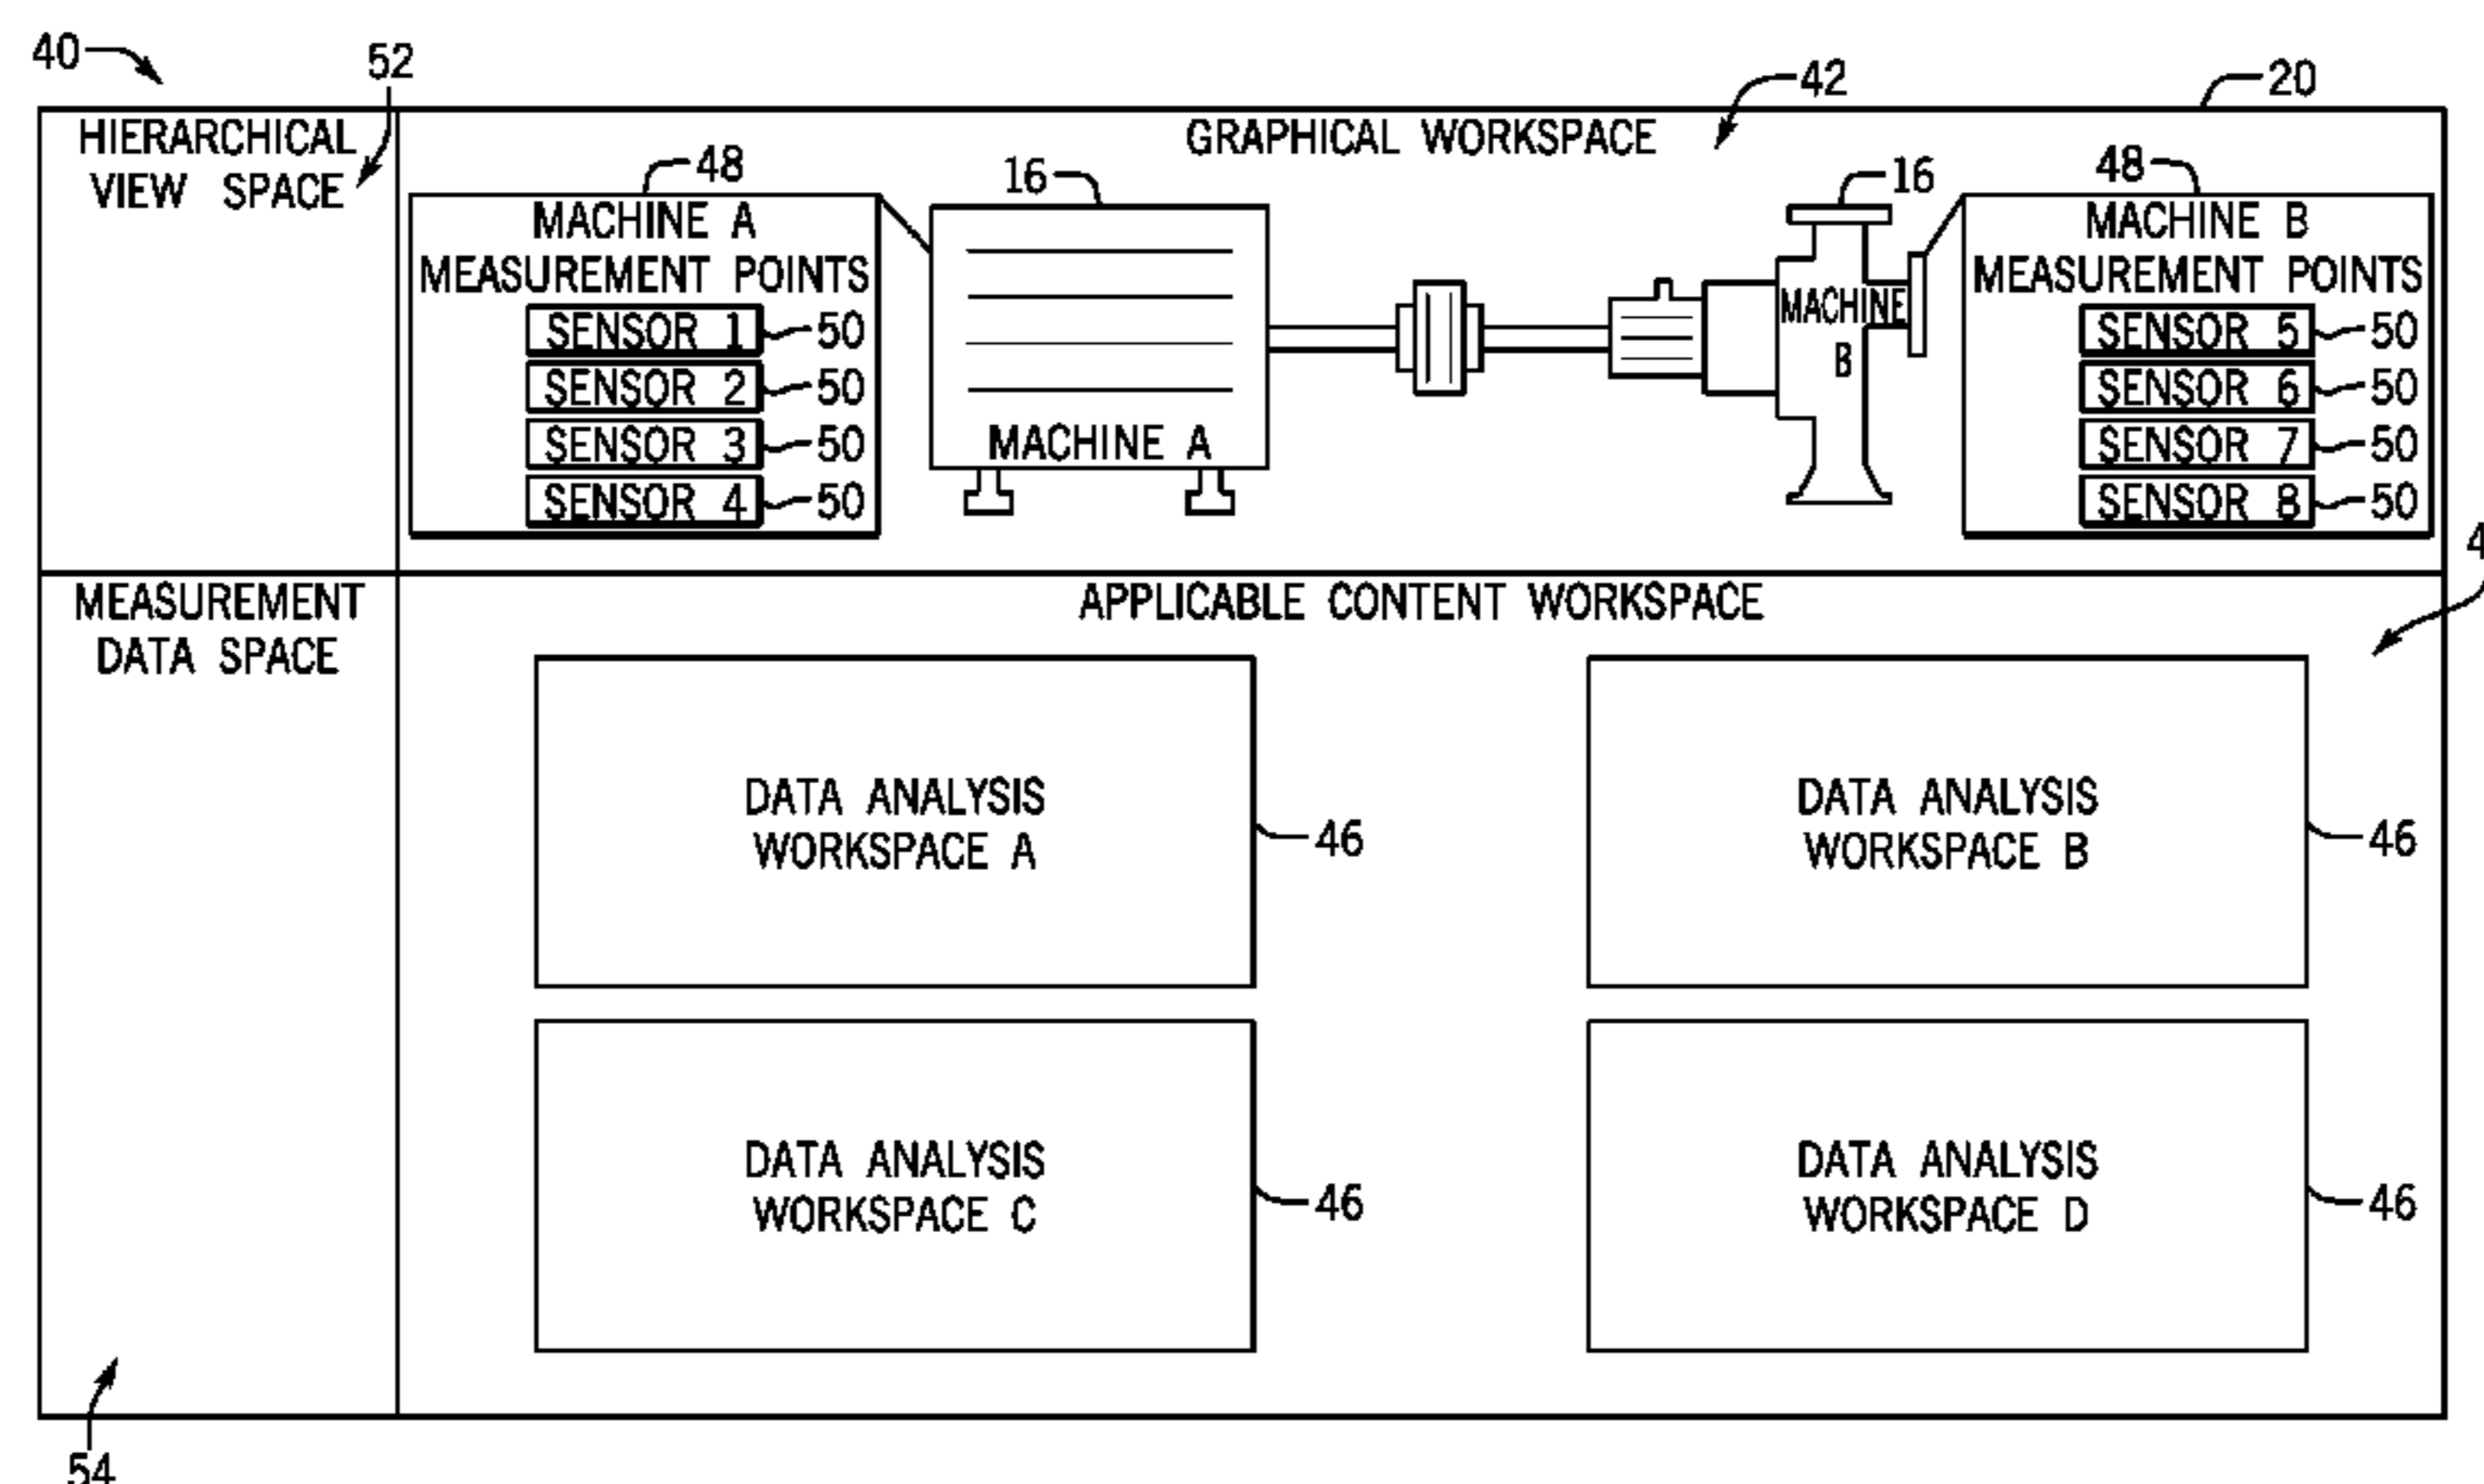 40
52
42
20
HIERARCHICAL
VIEW SPACE
GRAPHICAL WORKSPACE
48
16
16
48
MACHINE A
MEASUREMENT POINTS
SENSOR 1 50
SENSOR 2 50
SENSOR 3 50
SENSOR 4 50
MACHINE A
MACHINE
B
MACHINE B
MEASUREMENT POINTS
SENSOR 5 50
SENSOR 6 50
SENSOR 7 50
SENSOR 8 50
MEASUREMENT
DATA SPACE
APPLICABLE CONTENT WORKSPACE
DATA ANALYSIS
WORKSPACE A
46
DATA ANALYSIS
WORKSPACE B
46
DATA ANALYSIS
WORKSPACE C
46
DATA ANALYSIS
WORKSPACE D
46
54